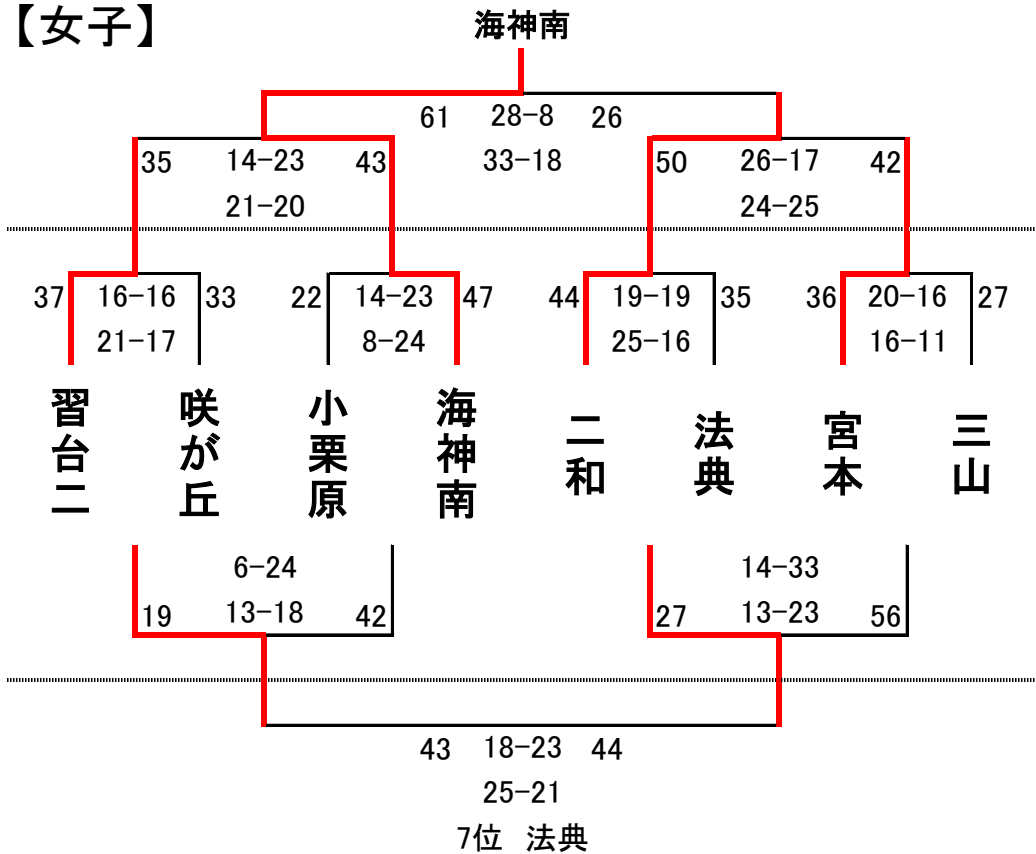 【女子】
海神南
61 28-8 26
33-18
35 14-23 43
21-20
50 26-17 42
24-25
37 16-16 33
21-17
22 14-23 47
8-24
44 19-19 35
25-16
36 20-16 27
16-11
習台二
咲が丘
小栗原
海神南
二和
法典
宮本
三山
6-24
19 13-18 42
14-33
27 13-23 56
43 18-23 44
25-21
7位 法典